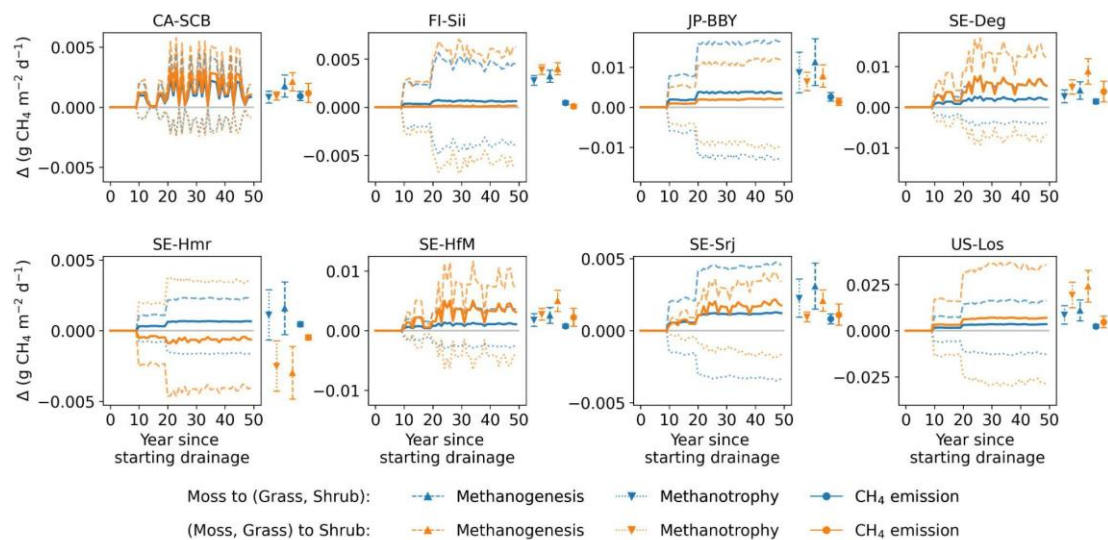 CA-SCB FI-Sii JP-BBY SE-Deg
Δ (g CH₄ m⁻² d⁻¹)
0.005
0.000
−0.005
0 10 20 30 40 50
0.005
0.000
−0.005
0 10 20 30 40 50
0.01
0.00
−0.01
0 10 20 30 40 50
0.01
0.00
−0.01
0 10 20 30 40 50
SE-Hmr SE-HfM SE-Srj US-Los
Δ (g CH₄ m⁻² d⁻¹)
0.005
0.000
−0.005
0 10 20 30 40 50
0.01
0.00
−0.01
0 10 20 30 40 50
0.005
0.000
−0.005
0 10 20 30 40 50
0.025
0.000
−0.025
0 10 20 30 40 50
Year since Year since Year since Year since
starting drainage starting drainage starting drainage starting drainage
Moss to (Grass, Shrub): Methanogenesis Methanotrophy CH₄ emission
(Moss, Grass) to Shrub: Methanogenesis Methanotrophy CH₄ emission